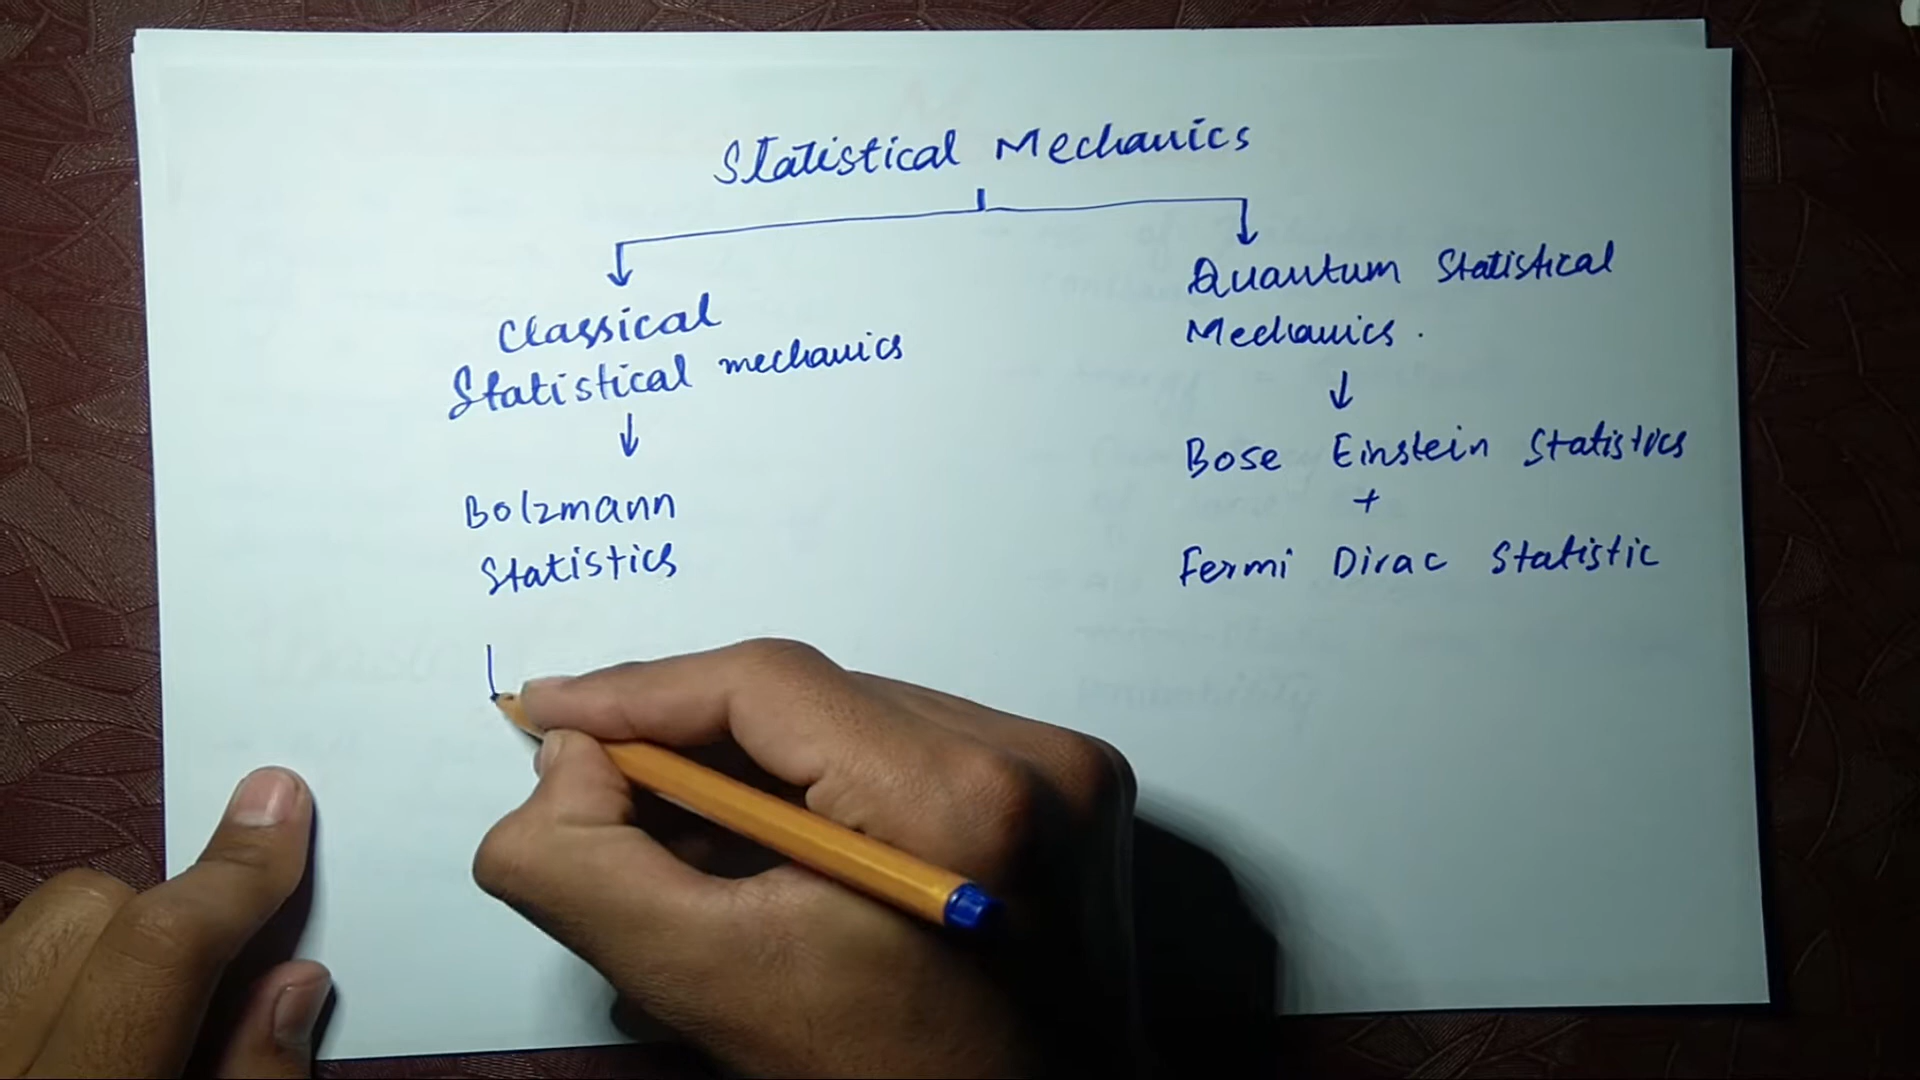 Statistical Mechanics
Classical
Statistical mechanics
Bolzmann
Statistics
Quantum Statistical
Mechanics.
Bose Einstein Statistics
+
Fermi Dirac Statistic